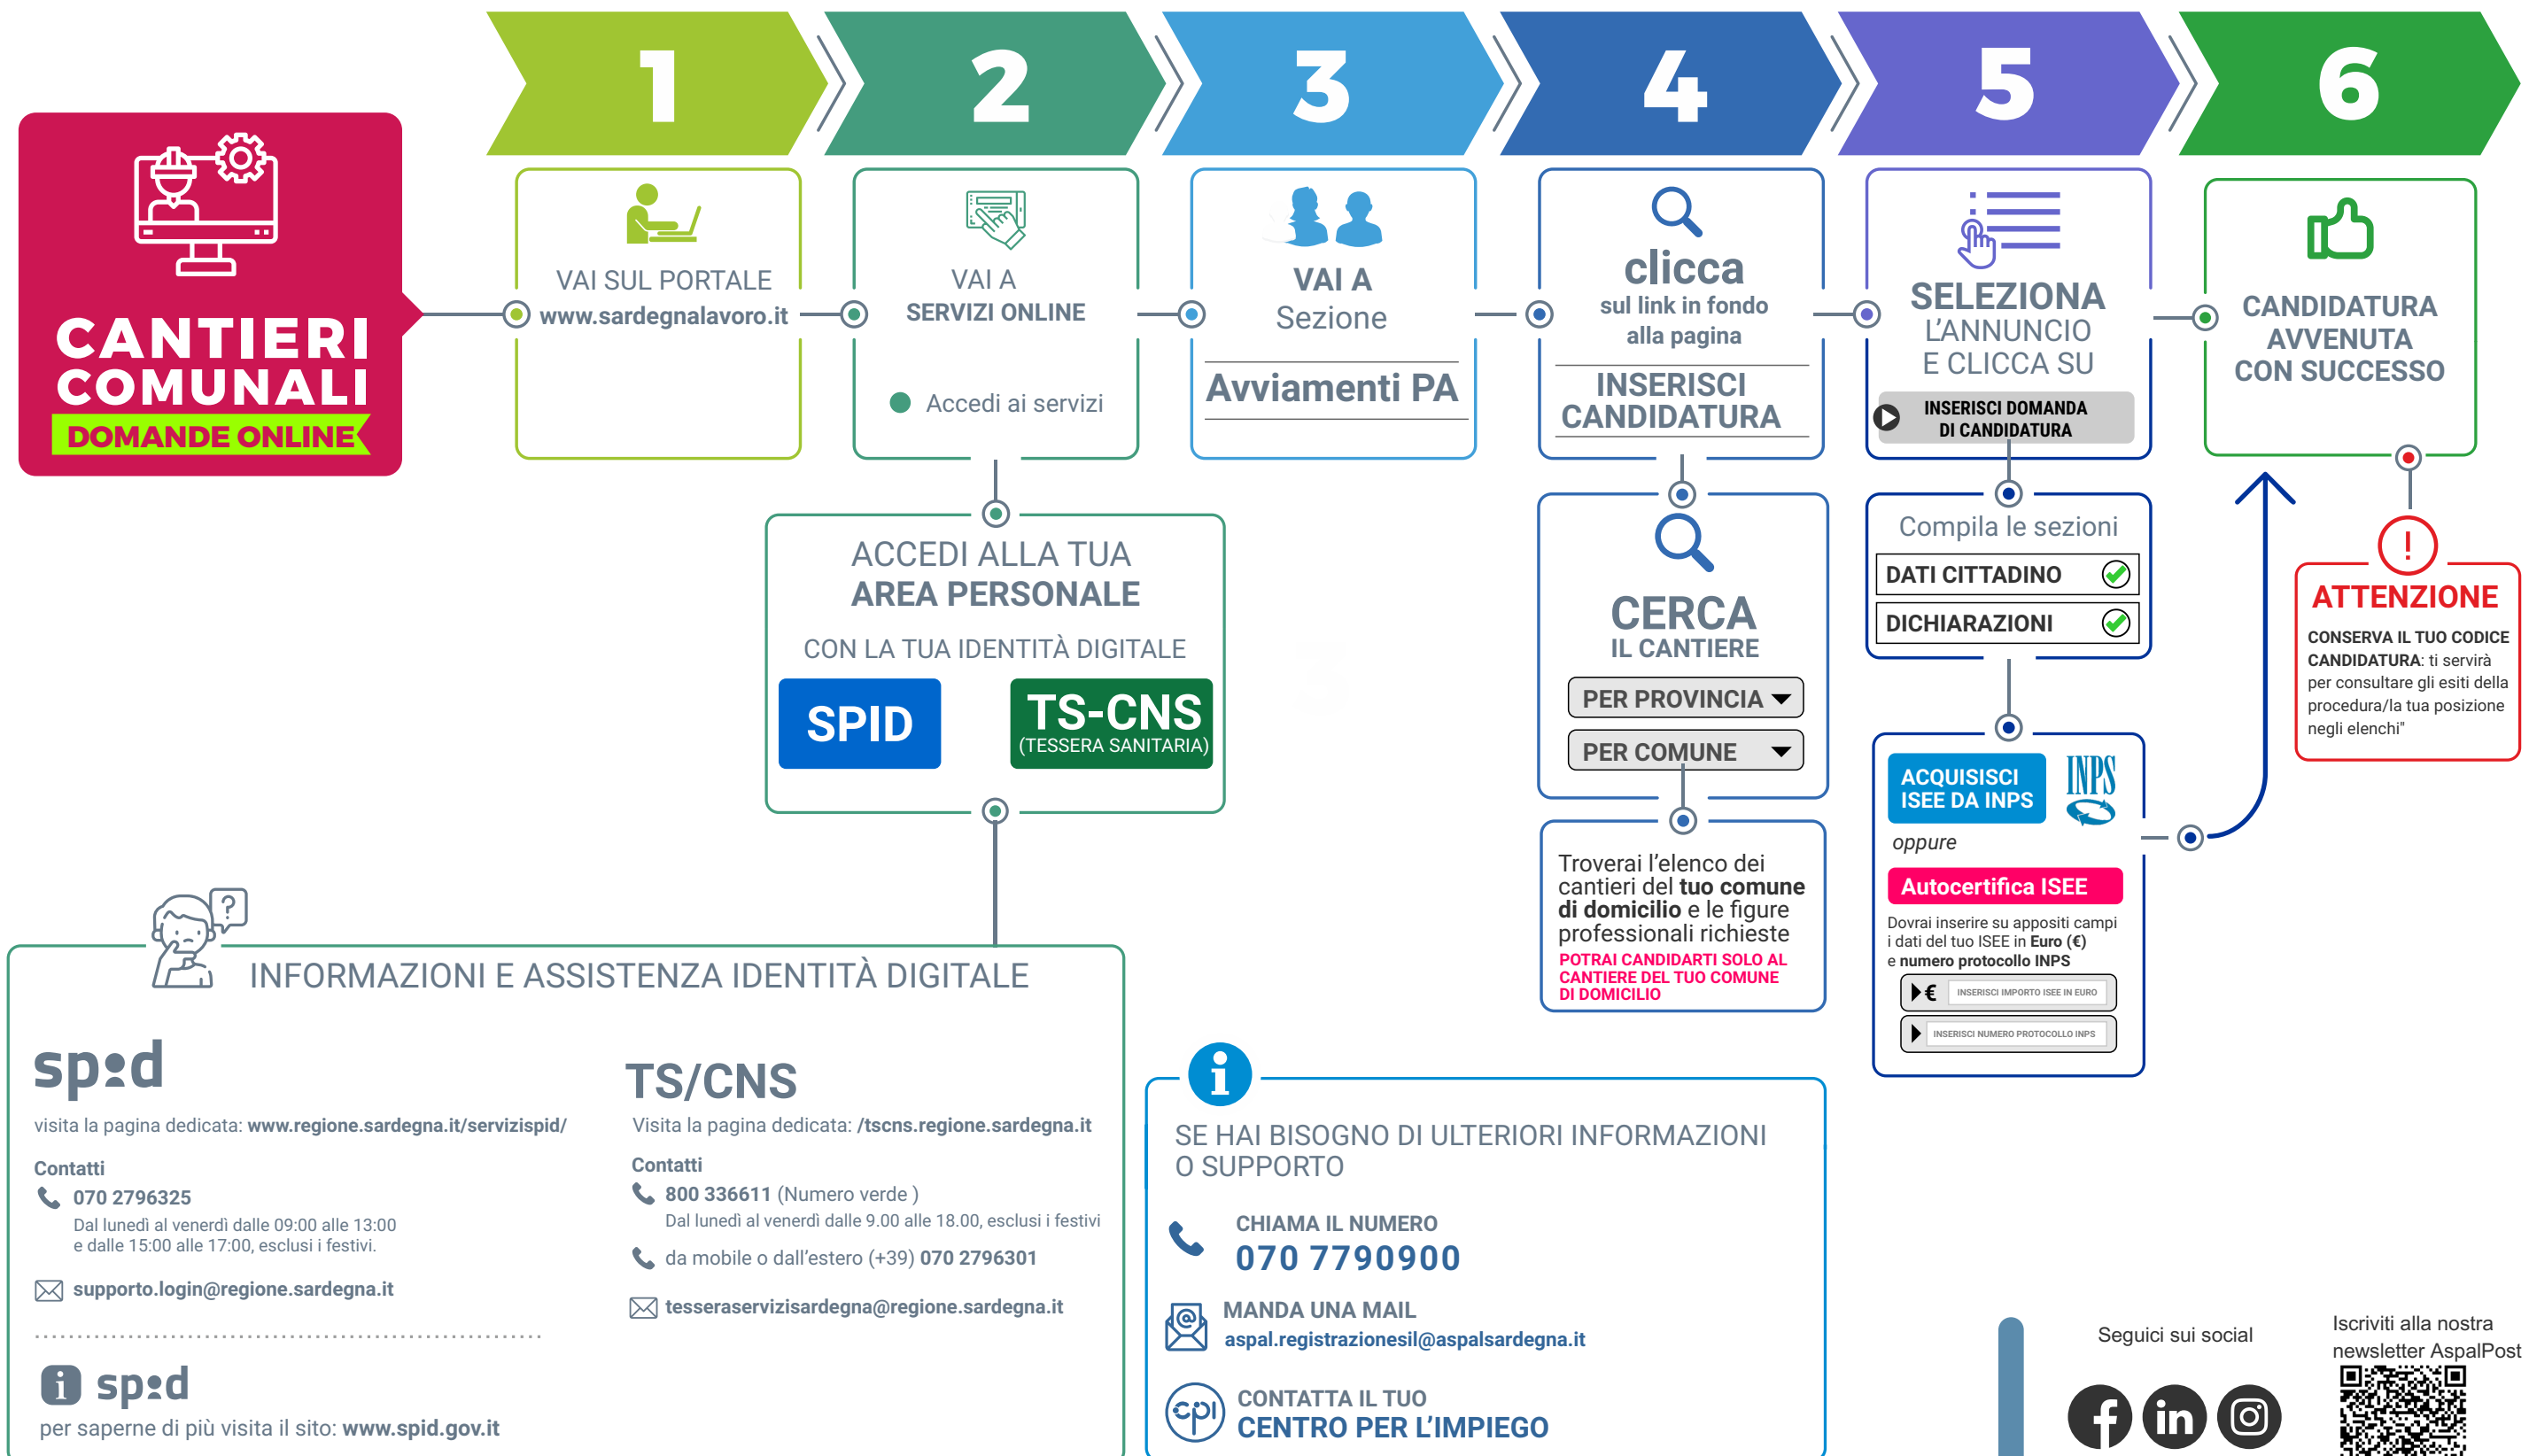 CANTIERI
COMUNALI
DOMANDE ONLINE
1
VAI SUL PORTALE
www.sardegnalavoro.it
2
VAI A
SERVIZI ONLINE
Accedi ai servizi
ACCEDI ALLA TUA
AREA PERSONALE
CON LA TUA IDENTITÀ DIGITALE
SPID
TS-CNS
(TESSERA SANITARIA)
3
VAI A
Sezione
Avviamenti PA
4
clicca
sul link in fondo
alla pagina
INSERISCI
CANDIDATURA
CERCA
IL CANTIERE
PER PROVINCIA
PER COMUNE
Troverai l'elenco dei
cantieri del tuo comune
di domicilio e le figure
professionali richieste
POTRAI CANDIDARTI SOLO AL
CANTIERE DEL TUO COMUNE
DI DOMICILIO
5
SELEZIONA
L'ANNUNCIO
E CLICCA SU
INSERISCI DOMANDA
DI CANDIDATURA
Compila le sezioni
DATI CITTADINO
DICHIARAZIONI
ACQUISISCI
ISEE DA INPS
INPS
oppure
Autocertifica ISEE
Dovrai inserire su appositi campi
i dati del tuo ISEE in Euro (€)
e numero protocollo INPS
€ INSERISCI IMPORTO ISEE IN EURO
INSERISCI NUMERO PROTOCOLLO INPS
6
CANDIDATURA
AVVENUTA
CON SUCCESSO
!
ATTENZIONE
CONSERVA IL TUO CODICE
CANDIDATURA: ti servirà
per consultare gli esiti della
procedura/la tua posizione
negli elenchi"
?
INFORMAZIONI E ASSISTENZA IDENTITÀ DIGITALE
spid
visita la pagina dedicata: www.regione.sardegna.it/servizispid/
Contatti
070 2796325
Dal lunedì al venerdì dalle 09:00 alle 13:00
e dalle 15:00 alle 17:00, esclusi i festivi.
supporto.login@regione.sardegna.it
i spid
per saperne di più visita il sito: www.spid.gov.it
TS/CNS
Visita la pagina dedicata: /tscns.regione.sardegna.it
Contatti
800 336611 (Numero verde )
Dal lunedì al venerdì dalle 9.00 alle 18.00, esclusi i festivi
da mobile o dall'estero (+39) 070 2796301
tesseraservizisardegna@regione.sardegna.it
i
SE HAI BISOGNO DI ULTERIORI INFORMAZIONI
O SUPPORTO
CHIAMA IL NUMERO
070 7790900
@
MANDA UNA MAIL
aspal.registrazionesil@aspalsardegna.it
cpi
CONTATTA IL TUO
CENTRO PER L'IMPIEGO
Seguici sui social
f in
Iscriviti alla nostra
newsletter AspalPost